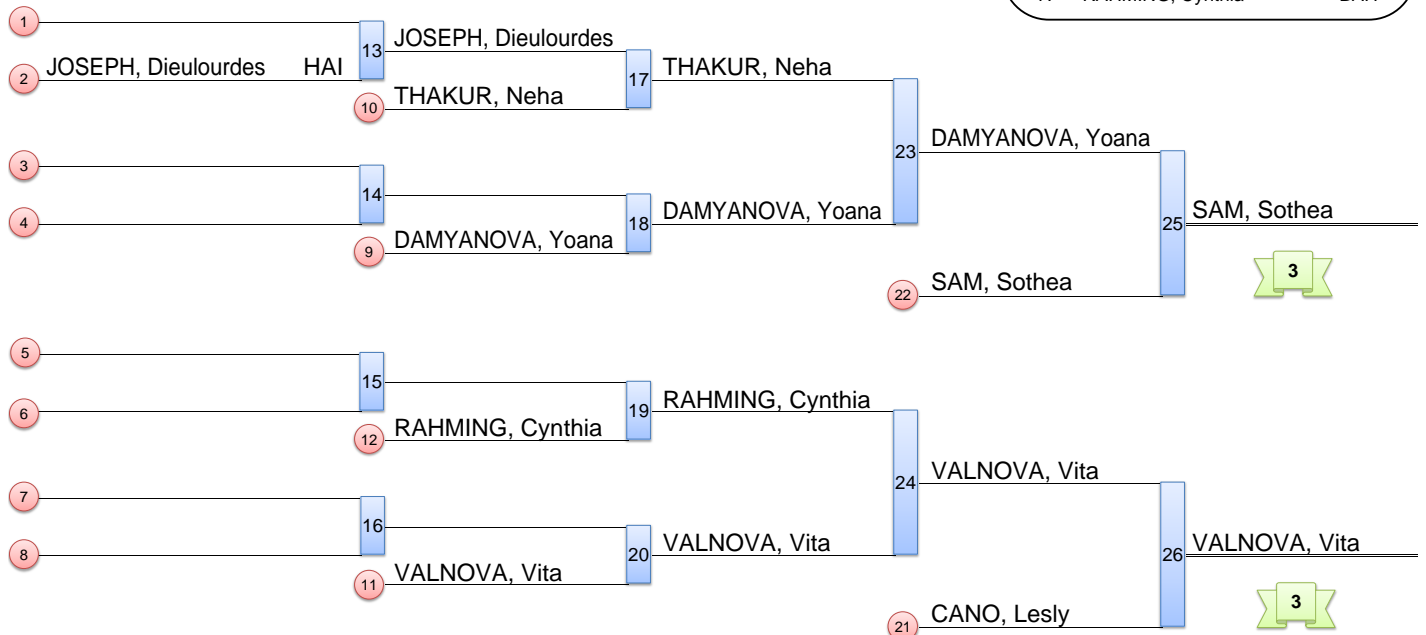 1
13 JOSEPH, Dieulourdes
2 JOSEPH, Dieulourdes HAI
17 THAKUR, Neha
10 THAKUR, Neha
23 DAMYANOVA, Yoana
3
14
4
18 DAMYANOVA, Yoana
9 DAMYANOVA, Yoana
25 SAM, Sothea
3
22 SAM, Sothea
5
15
6
19 RAHMING, Cynthia
12 RAHMING, Cynthia
24 VALNOVA, Vita
7
16
8
20 VALNOVA, Vita
11 VALNOVA, Vita
26 VALNOVA, Vita
3
21 CANO, Lesly